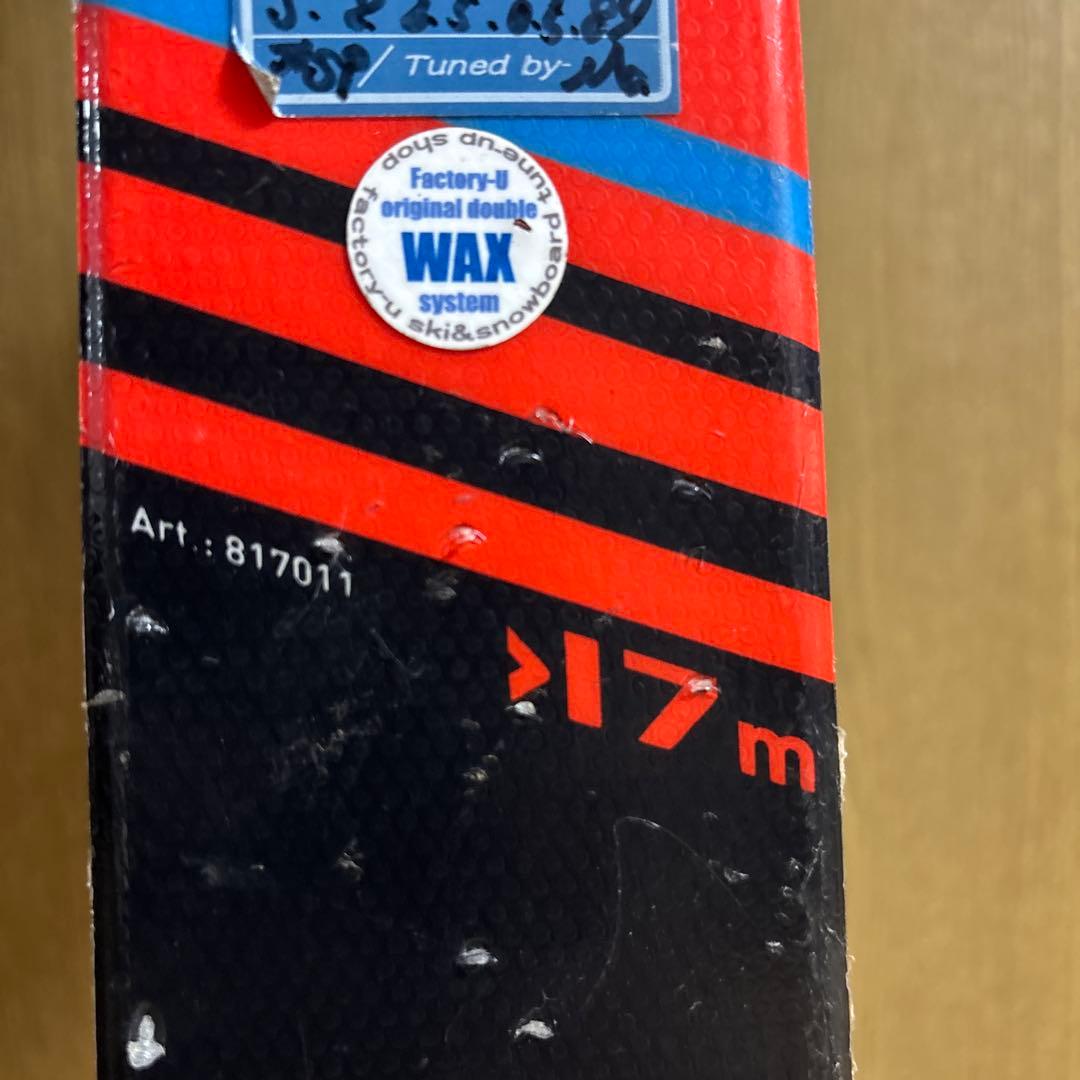 Tuned by
factory-u ski&snowboard tune-up shop
Factory-U
original double
WAX
system
Art.: 817011
>17 m